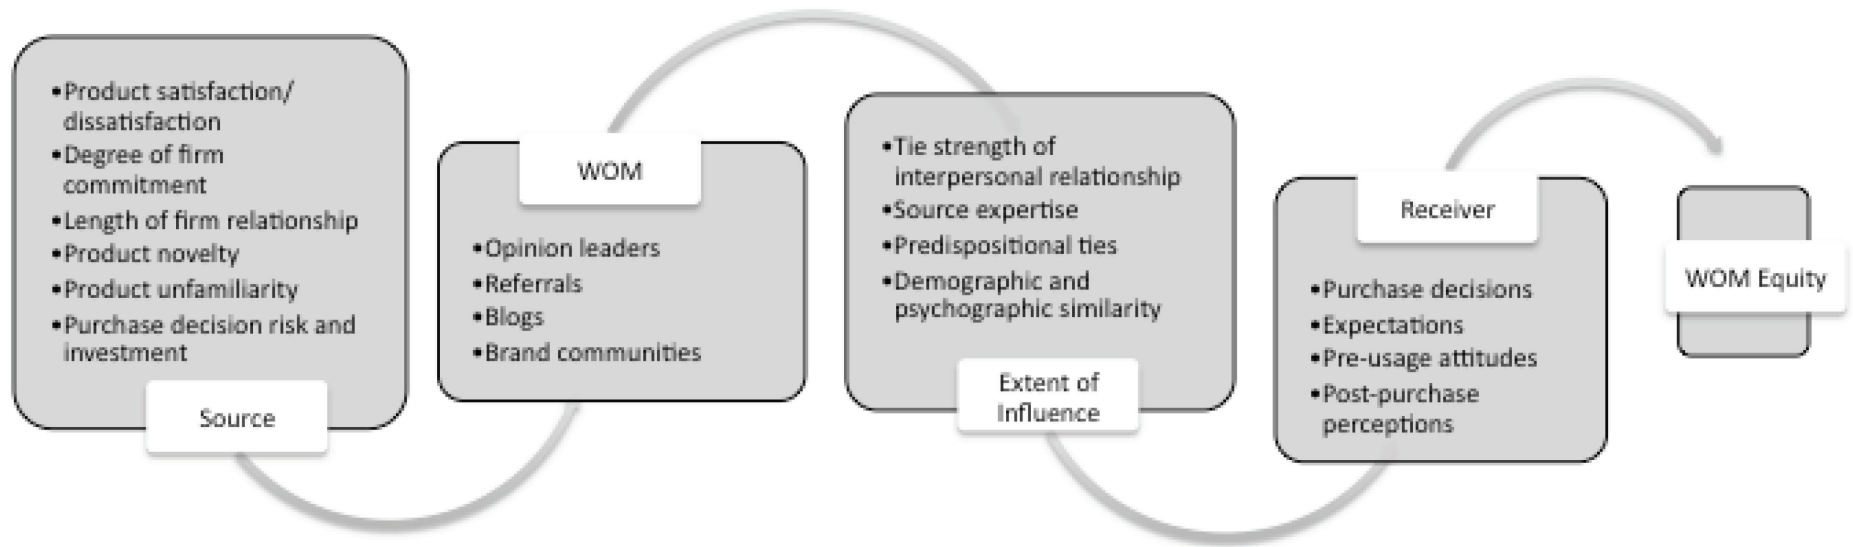 •Product satisfaction/
dissatisfaction
•Degree of firm
commitment
•Length of firm relationship
•Product novelty
•Product unfamiliarity
•Purchase decision risk and
investment
Source
WOM
•Opinion leaders
•Referrals
•Blogs
•Brand communities
•Tie strength of
interpersonal relationship
•Source expertise
•Predispositional ties
•Demographic and
psychographic similarity
Extent of
Influence
Receiver
•Purchase decisions
•Expectations
•Pre-usage attitudes
•Post-purchase
perceptions
WOM Equity